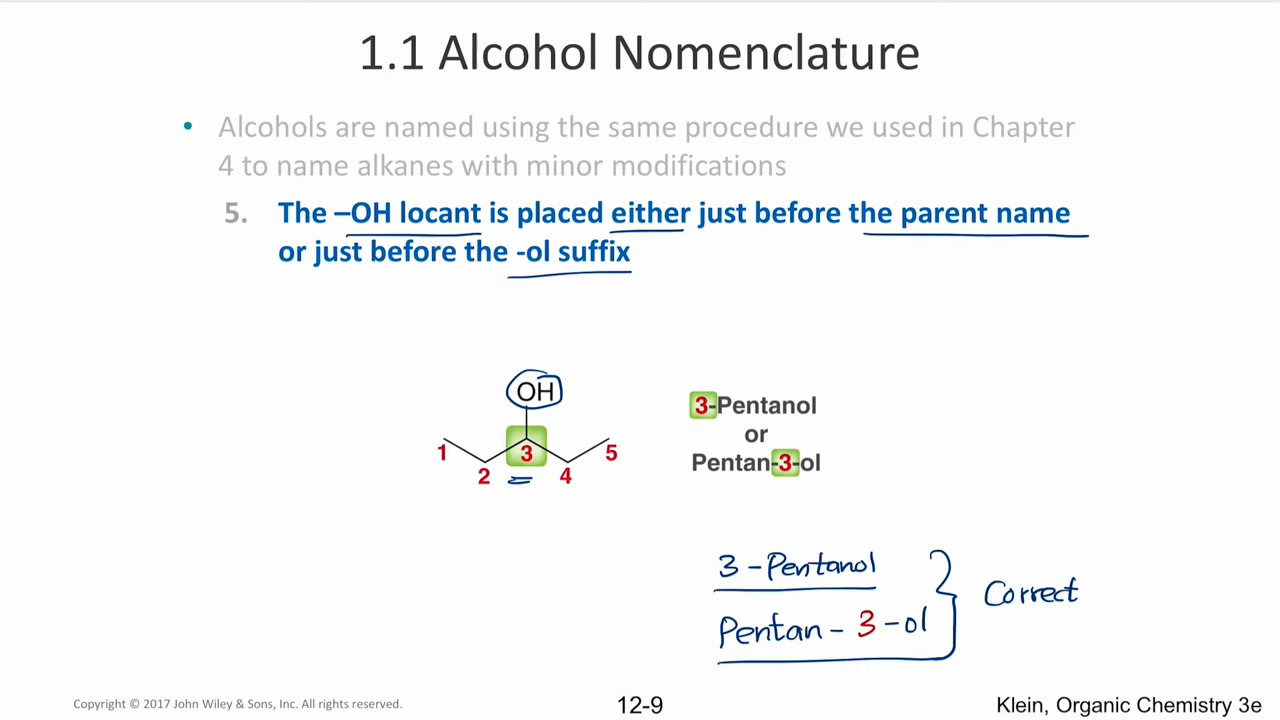 1.1 Alcohol Nomenclature
• Alcohols are named using the same procedure we used in Chapter
4 to name alkanes with minor modifications
5. The –OH locant is placed either just before the parent name
or just before the -ol suffix
OH
1 2 3 4 5
3-Pentanol
or
Pentan-3-ol
3-Pentanol
Pentan-3-ol
Correct
Copyright © 2017 John Wiley & Sons, Inc. All rights reserved.
12-9
Klein, Organic Chemistry 3e